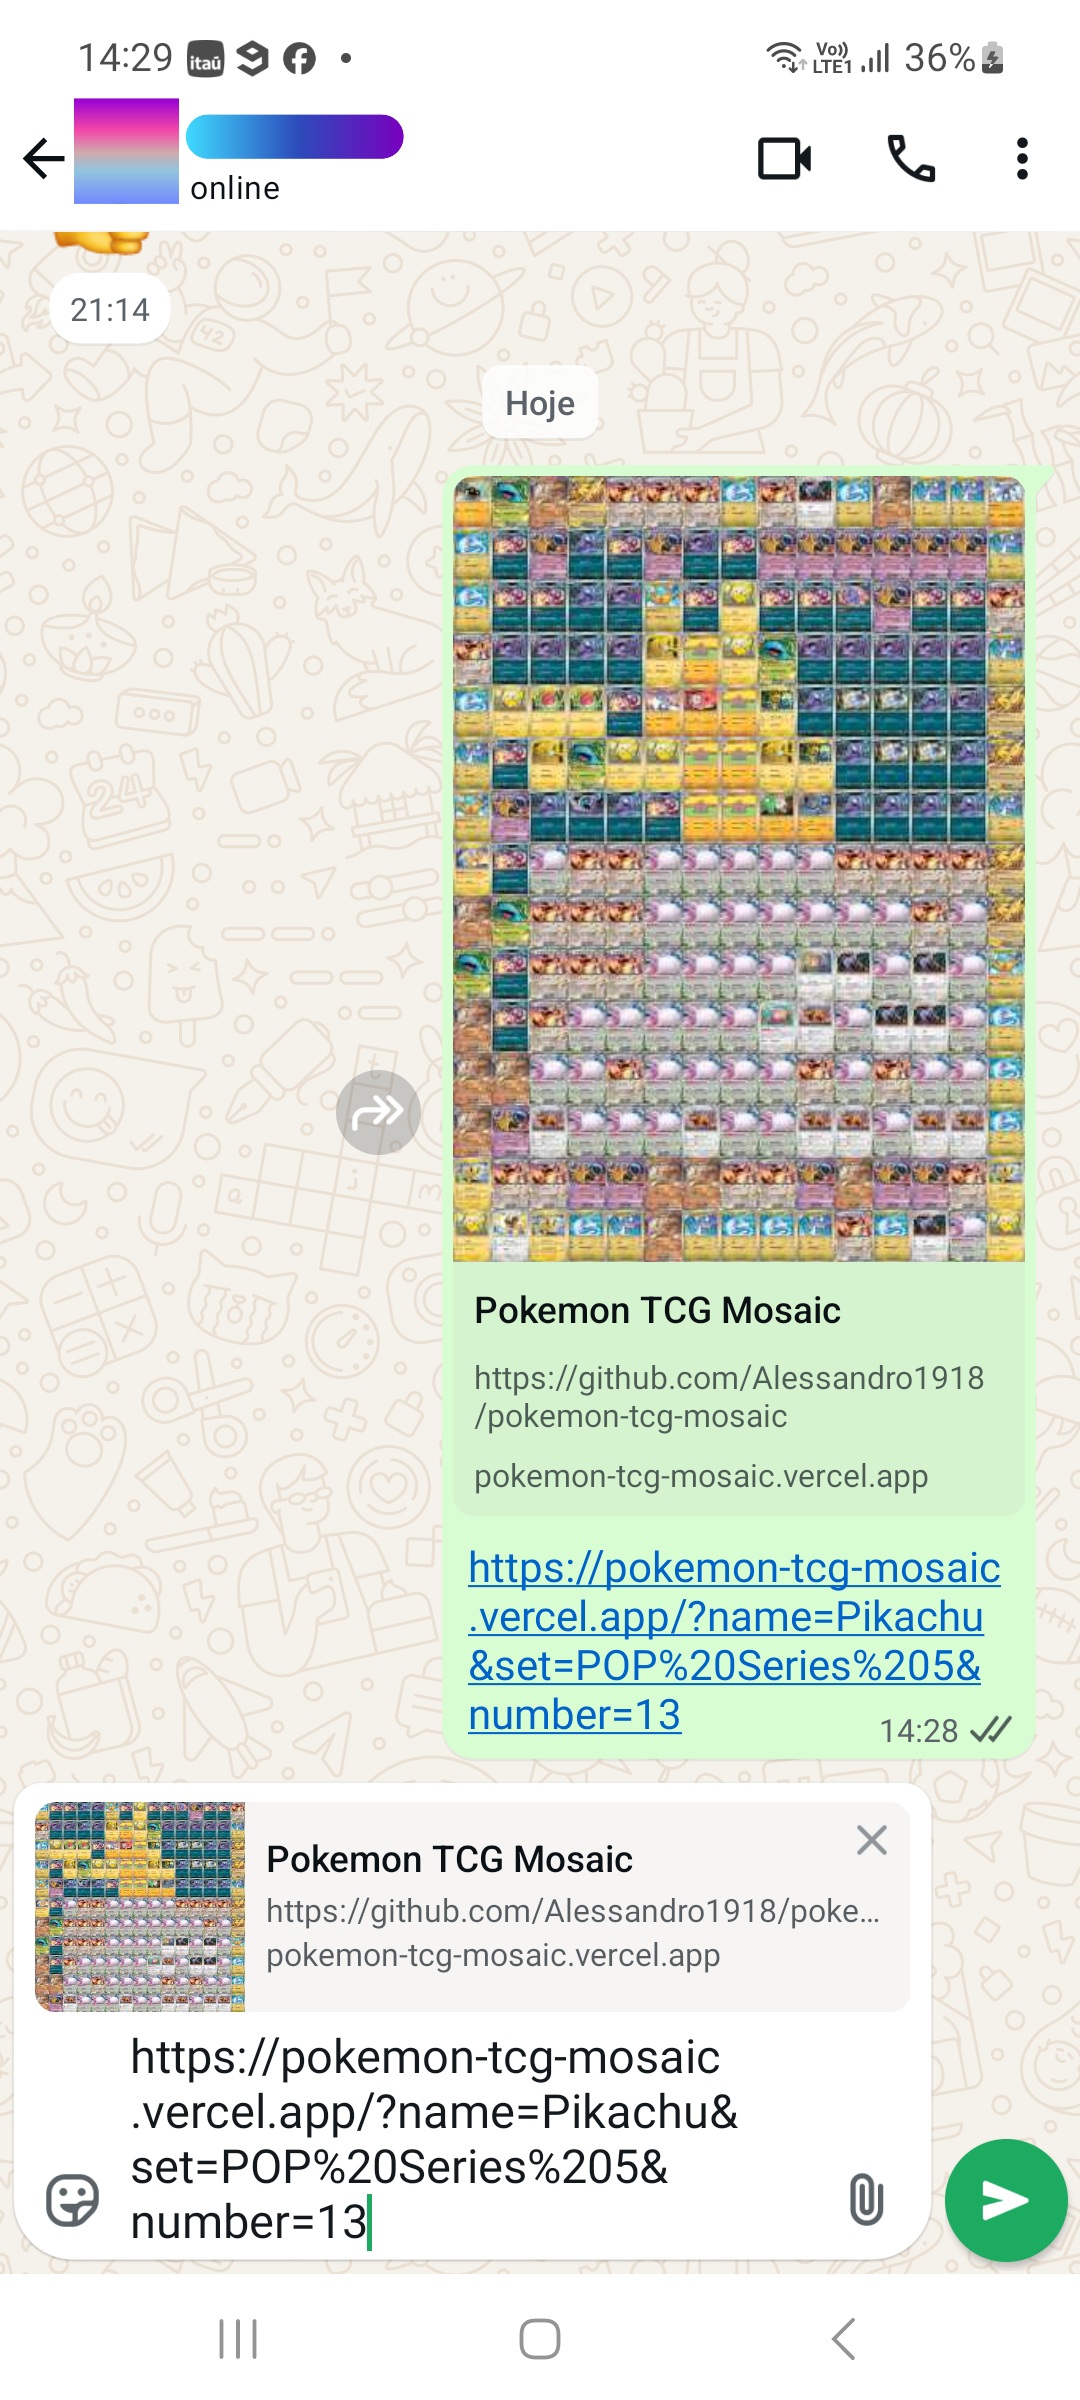 14:29
itaú
Vo))
LTE1
36%
online
21:14
Hoje
Pokemon TCG Mosaic
https://github.com/Alessandro1918
/pokemon-tcg-mosaic
pokemon-tcg-mosaic.vercel.app
https://pokemon-tcg-mosaic
.vercel.app/?name=Pikachu
&set=POP%20Series%205&
number=13
14:28
Pokemon TCG Mosaic
https://github.com/Alessandro1918/poke...
pokemon-tcg-mosaic.vercel.app
https://pokemon-tcg-mosaic
.vercel.app/?name=Pikachu&
set=POP%20Series%205&
number=13